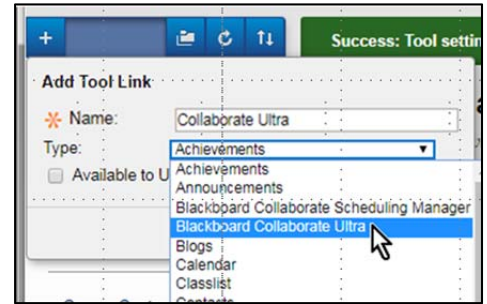 +
Success: Tool settin
Add Tool Link
Name: Collaborate Ultra
Type: Achievements
Available to U
Achievements
Announcements
Blackboard Collaborate Scheduling Manager
Blackboard Collaborate Ultra
Blogs
Calendar
Classlist